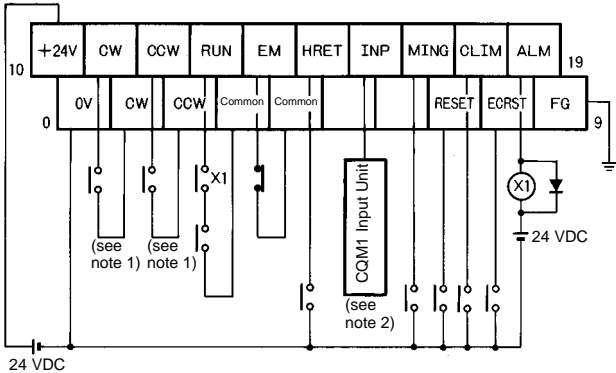 +24V CW CCW RUN EM HRET INP MING CLIM ALM
10 19
0V CW CCW Common Common RESET ECRST FG
0 9
X1 X1
CQM1 Input Unit
(see note 1)
(see note 1)
(see note 2)
24 VDC
24 VDC